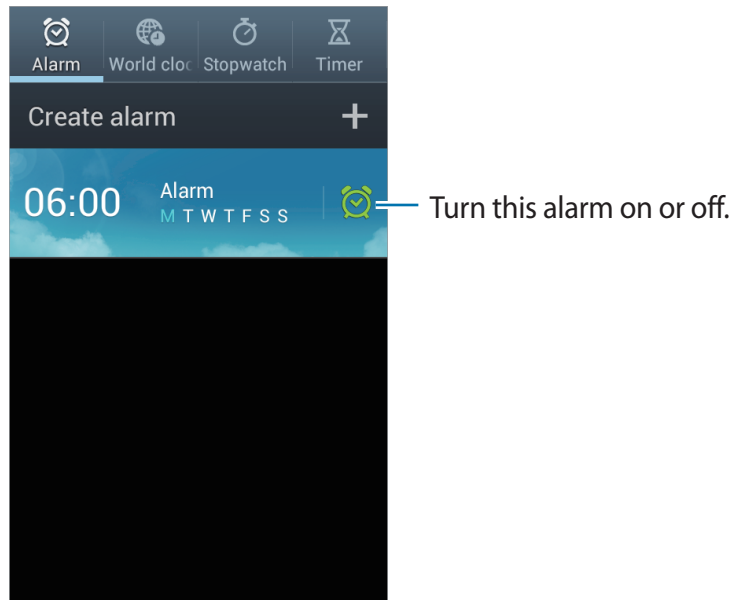 Alarm World cloc Stopwatch Timer
Create alarm
06:00 Alarm
M T W T F S S
Turn this alarm on or off.